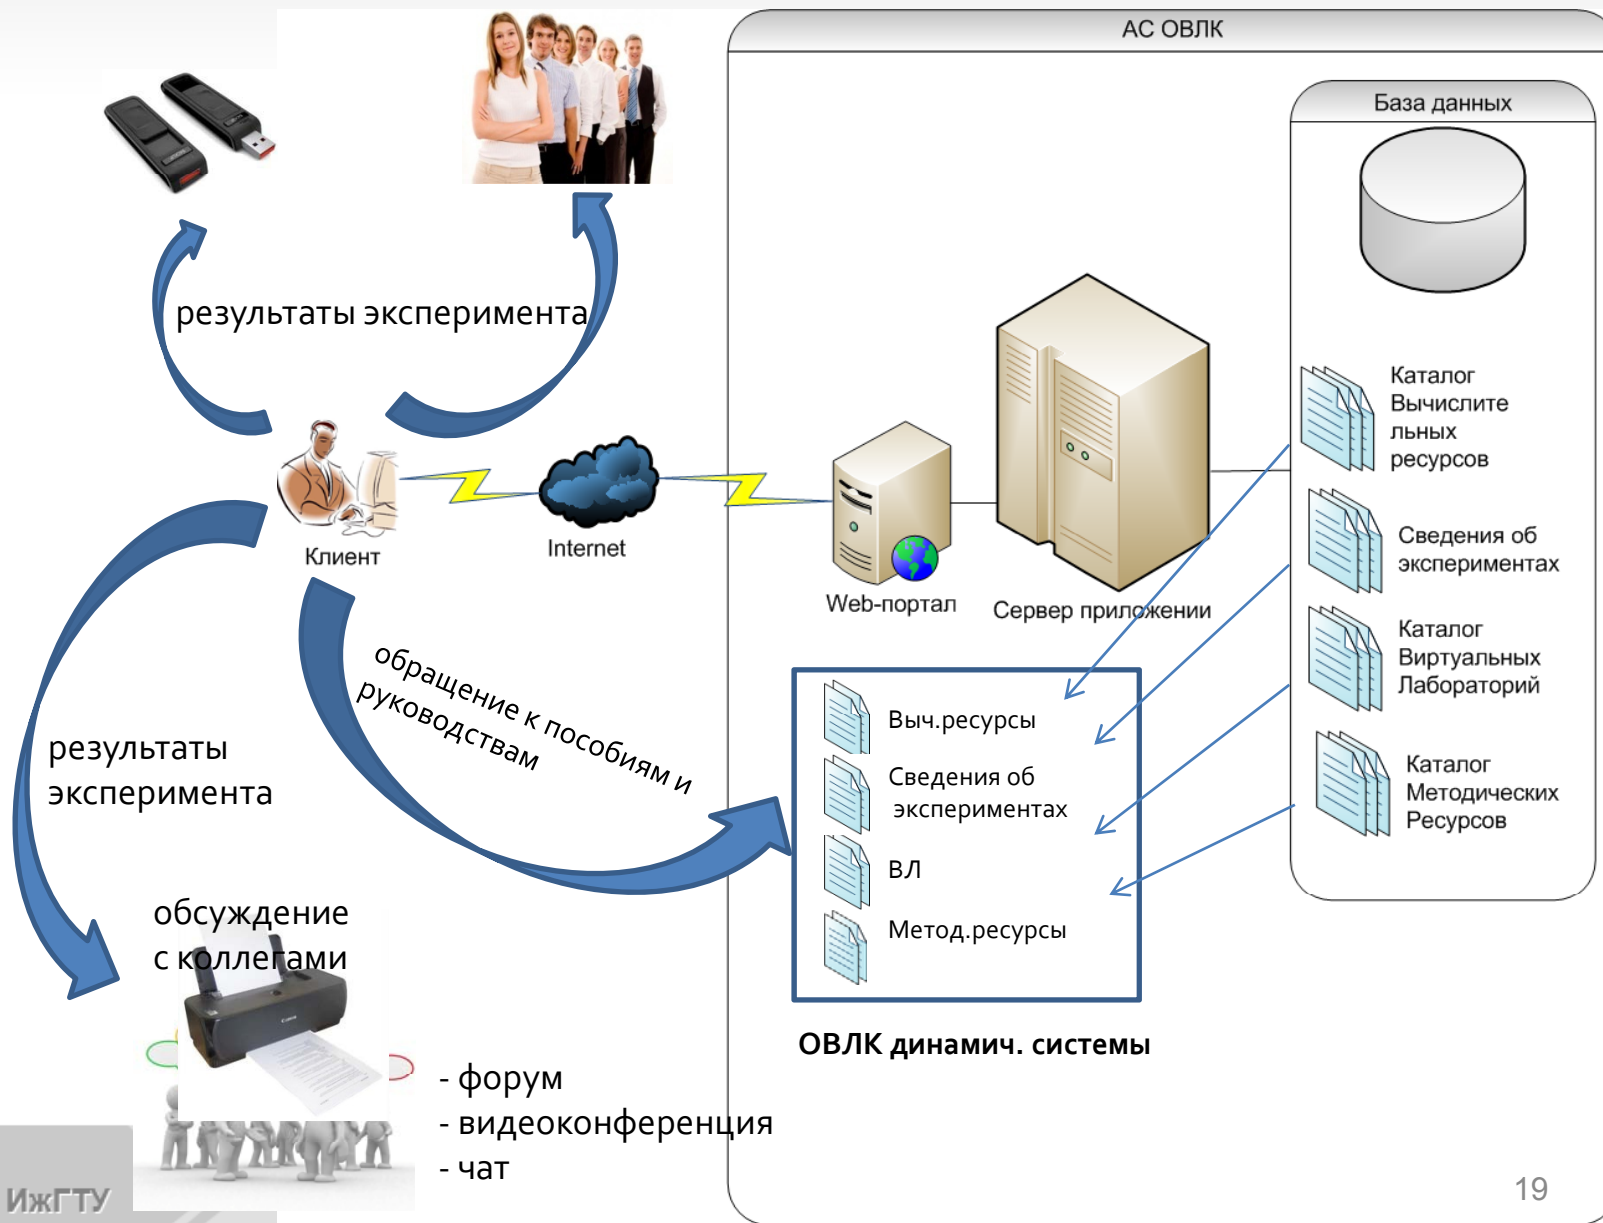 АС ОВЛК
База данных
результаты эксперимента
Каталог
Вычислите
льных
ресурсов
Сведения об
экспериментах
Каталог
Виртуальных
Лабораторий
Каталог
Методических
Ресурсов
Клиент
Internet
Web-портал
Сервер приложении
обращение к пособиям и
руководствам
Выч.ресурсы
Сведения об
экспериментах
ВЛ
Метод.ресурсы
ОВЛК динамич. системы
результаты
эксперимента
обсуждение
с коллегами
Canon
- форум
- видеоконференция
- чат
ИжГТУ
19